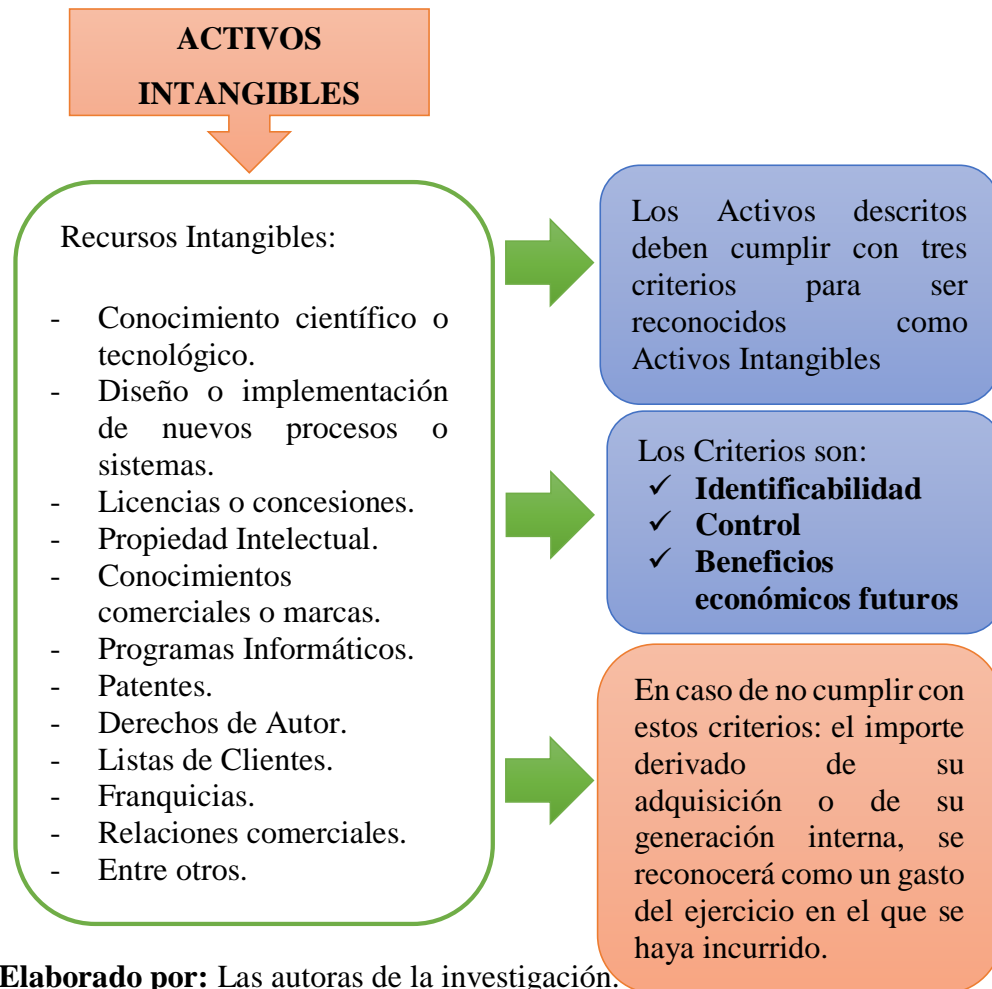 ACTIVOS
INTANGIBLES
Recursos Intangibles:
- Conocimiento científico o
tecnológico.
- Diseño o implementación
de nuevos procesos o
sistemas.
- Licencias o concesiones.
- Propiedad Intelectual.
- Conocimientos
comerciales o marcas.
- Programas Informáticos.
- Patentes.
- Derechos de Autor.
- Listas de Clientes.
- Franquicias.
- Relaciones comerciales.
- Entre otros.
Los Activos descritos
deben cumplir con tres
criterios para ser
reconocidos como
Activos Intangibles
Los Criterios son:
✓ Identificabilidad
✓ Control
✓ Beneficios
económicos futuros
En caso de no cumplir con
estos criterios: el importe
derivado de su
adquisición o de su
generación interna, se
reconocerá como un gasto
del ejercicio en el que se
haya incurrido.
Elaborado por: Las autoras de la investigación.